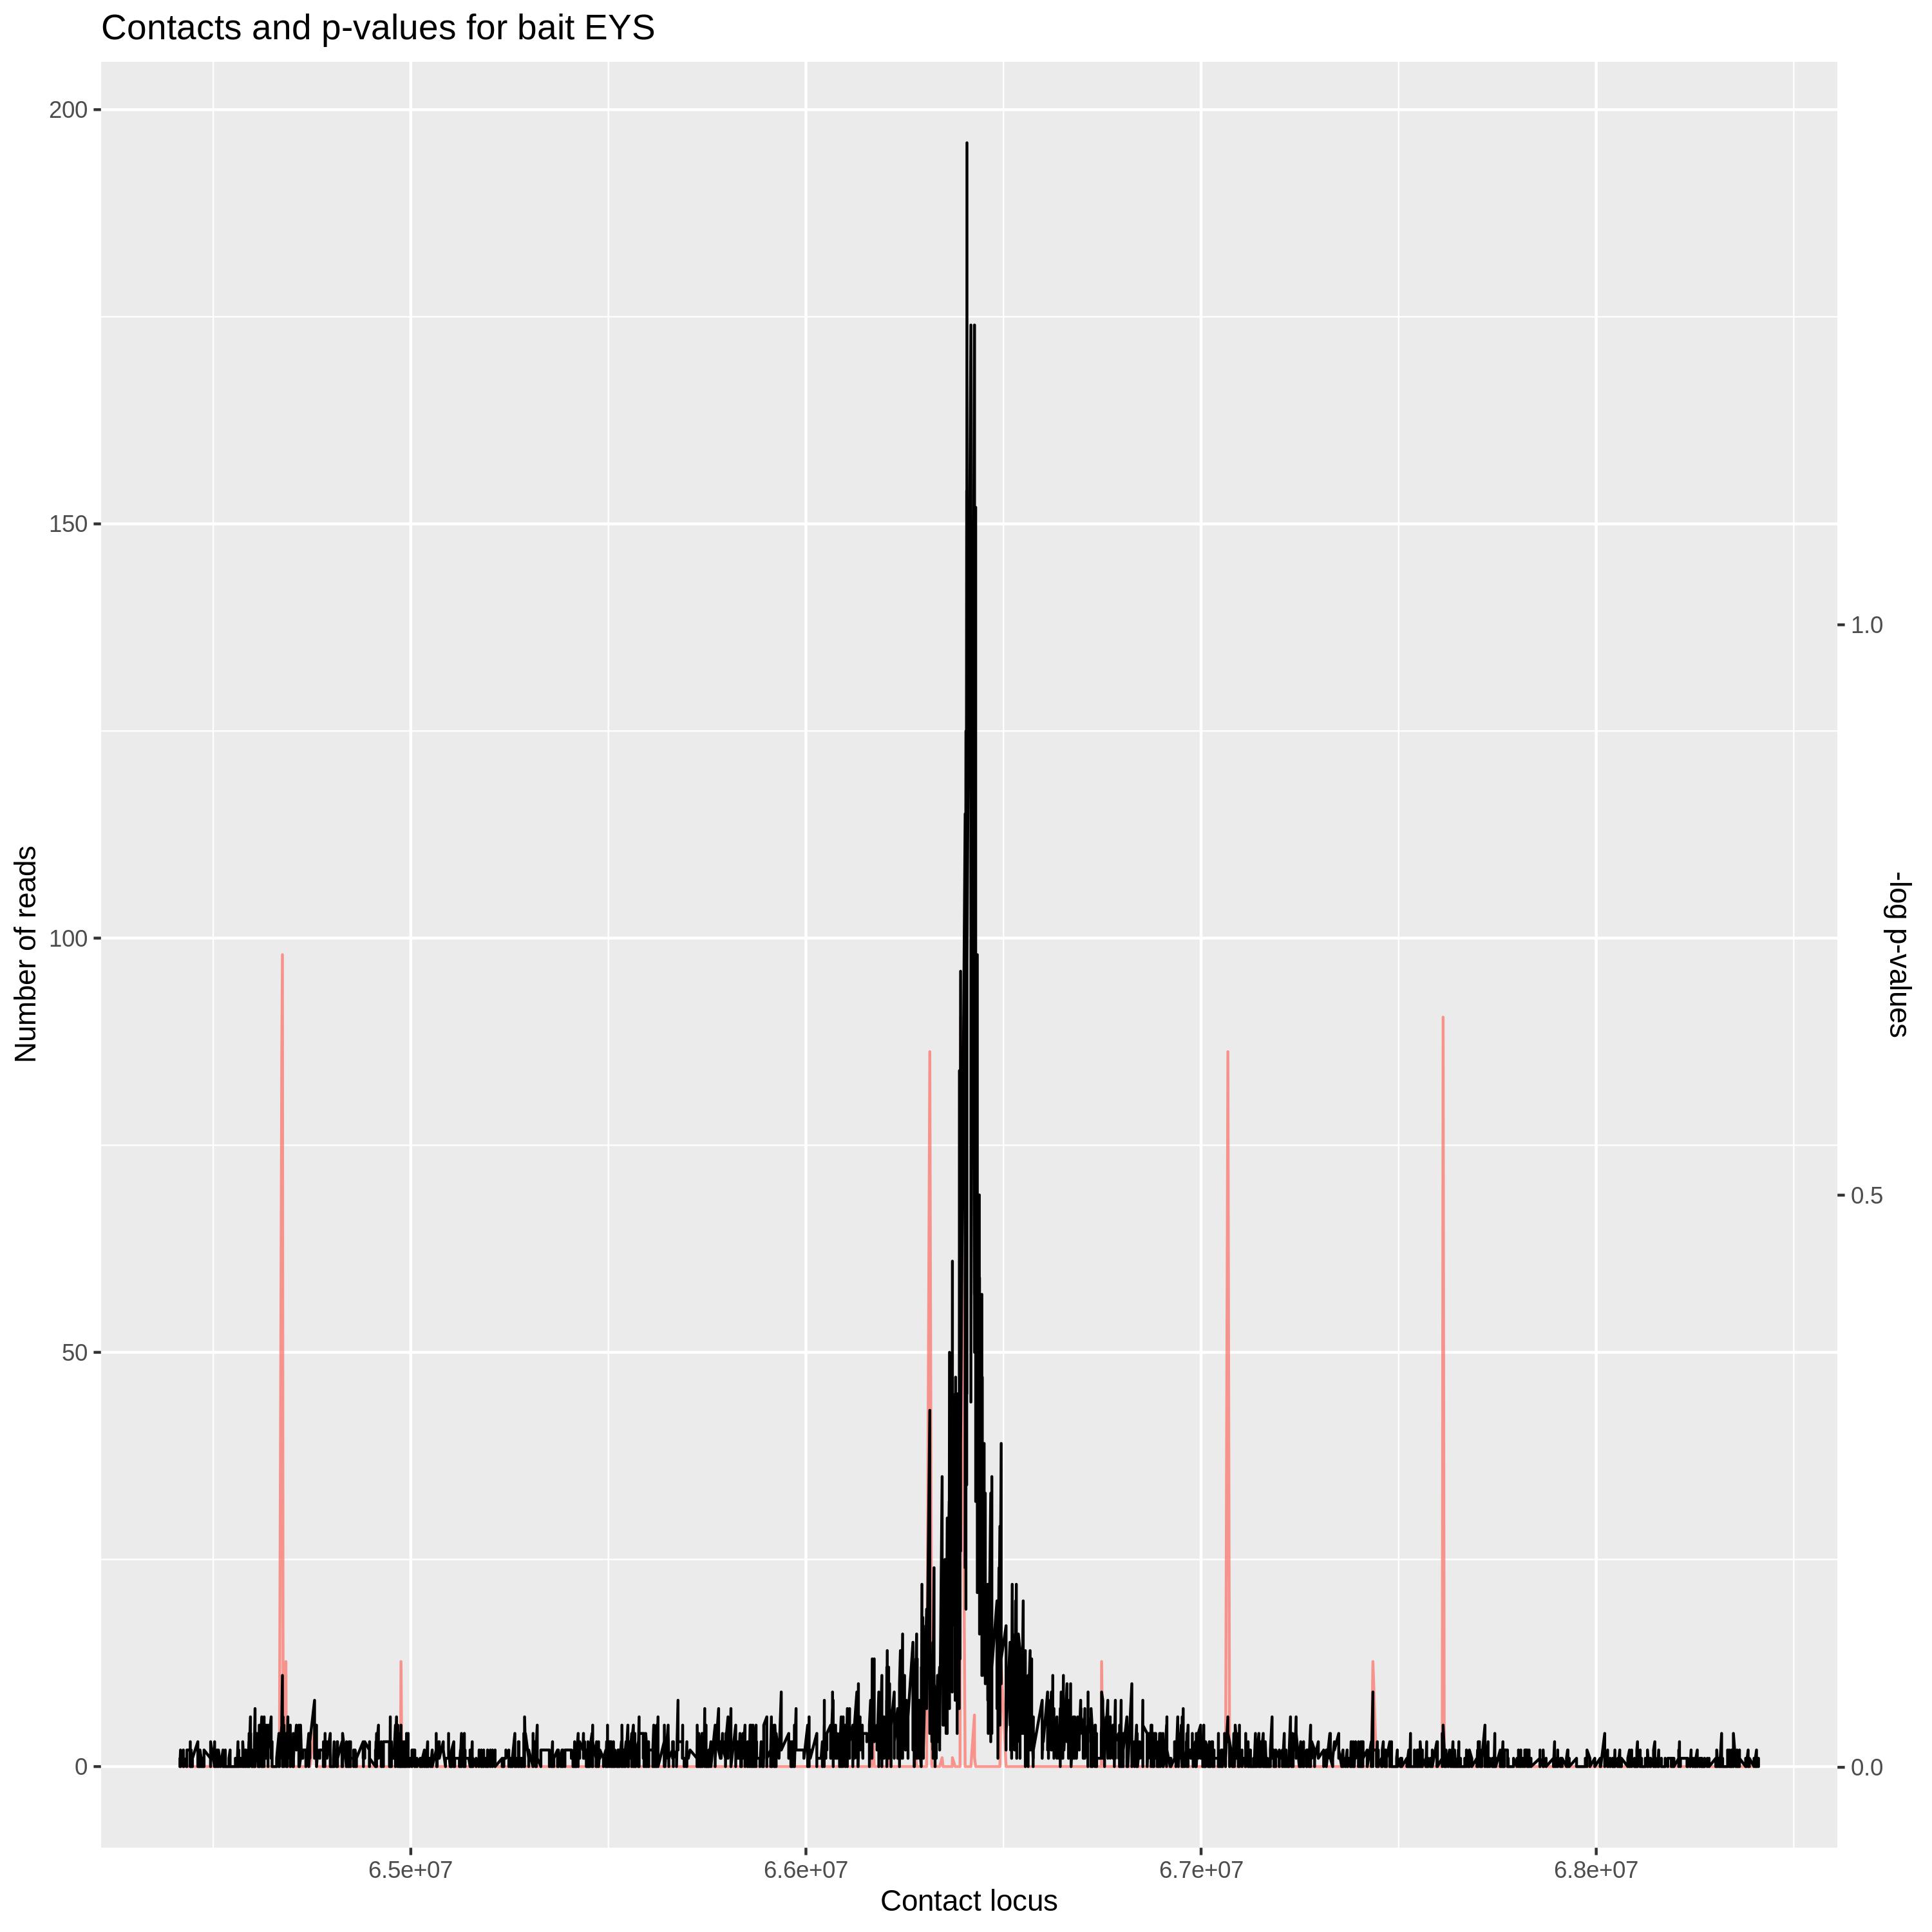 Contacts and p-values for bait EYS
200
150
100
50
0
Number of reads
1.0
0.5
0.0
-log p-values
6.5e+07
6.6e+07
6.7e+07
6.8e+07
Contact locus